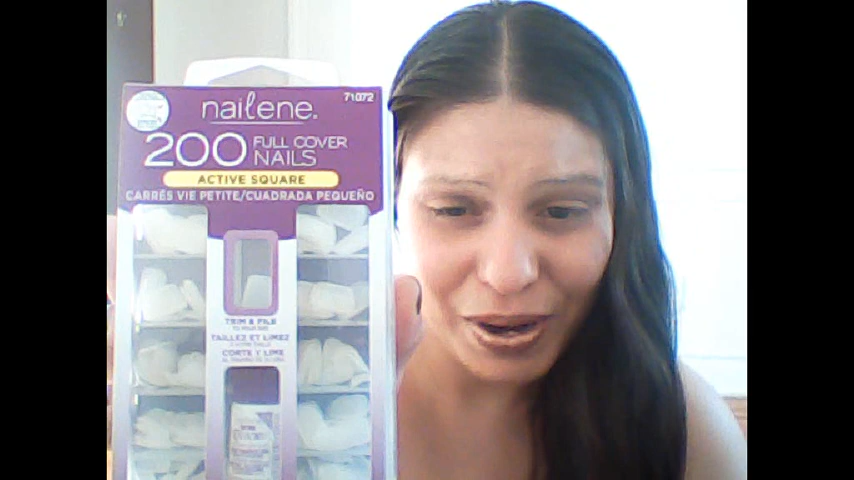 71072
nailene.
200 FULL COVER
NAILS
ACTIVE SQUARE
CARRÉS VIE PETITE/CUADRADA PEQUEÑO
TRIM & FILE
TAILLEZ ET LIMEZ
CORTE Y LIME